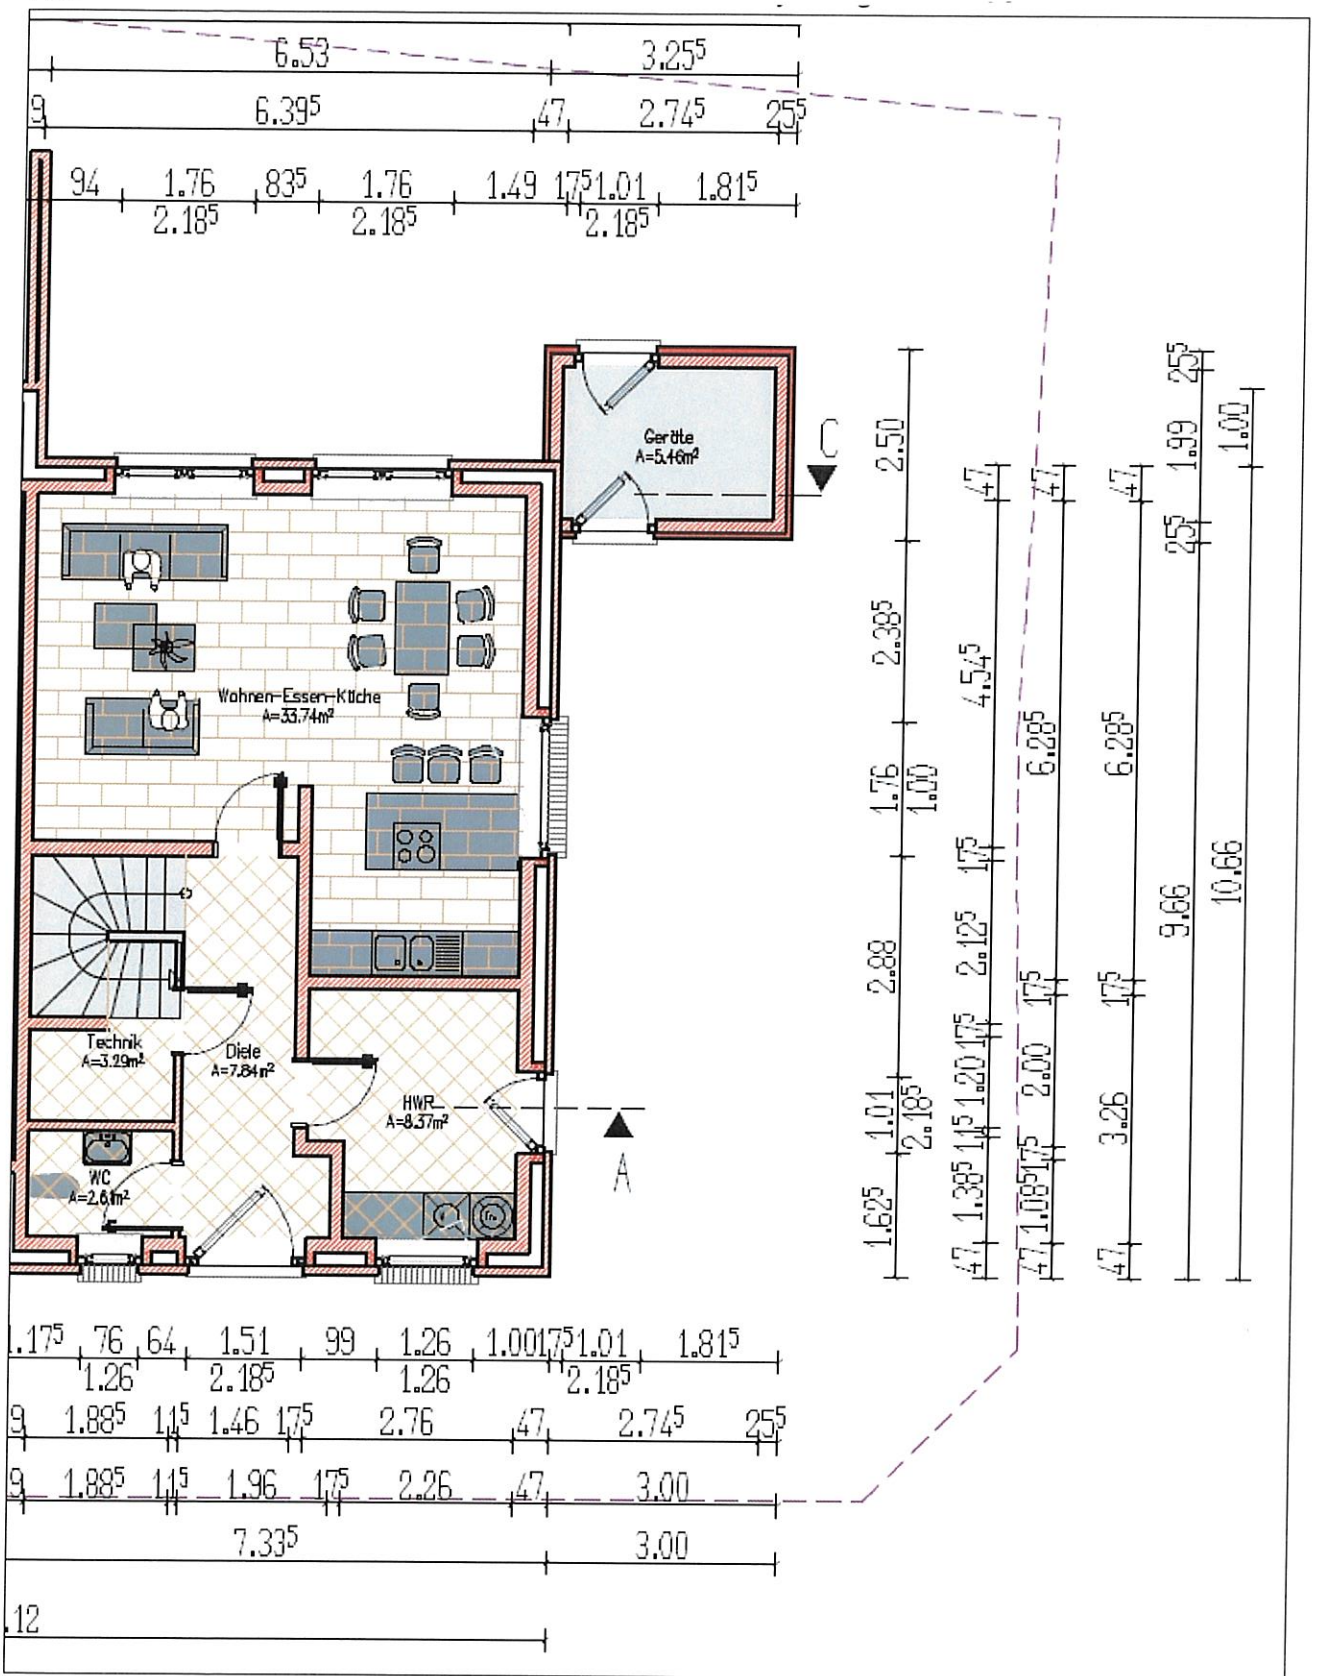 6.53 3.25⁵
9 6.39⁵ 47 2.74⁵ 25⁵
94 1.76 83⁵ 1.76 1.49 17⁵ 1.01 1.81⁵
2.18⁵ 2.18⁵ 2.18⁵
Geräte
A=5.46m²
C
Wohnen-Essen-Küche
A=33.74m²
Technik
A=3.29m²
Diele
A=7.84m²
HWR
A=8.37m²
A
WC
A=2.61m²
2.50
2.38⁵
1.76
1.00
2.88
1.01
2.18⁵
1.62⁵
47
4.54⁵
17⁵
2.12⁵
17⁵
1.20
11⁵
1.38⁵
47
47
6.28⁵
17⁵
2.00
17⁵
1.08⁵
47
47
6.28⁵
17⁵
3.26
47
25⁵
1.99
25⁵
9.66
1.00
10.66
1.17⁵ 76 64 1.51 99 1.26 1.00 17⁵ 1.01 1.81⁵
1.26 2.18⁵ 1.26 2.18⁵
9 1.88⁵ 11⁵ 1.46 17⁵ 2.76 47 2.74⁵ 25⁵
9 1.88⁵ 11⁵ 1.96 17⁵ 2.26 47 3.00
7.33⁵ 3.00
.12